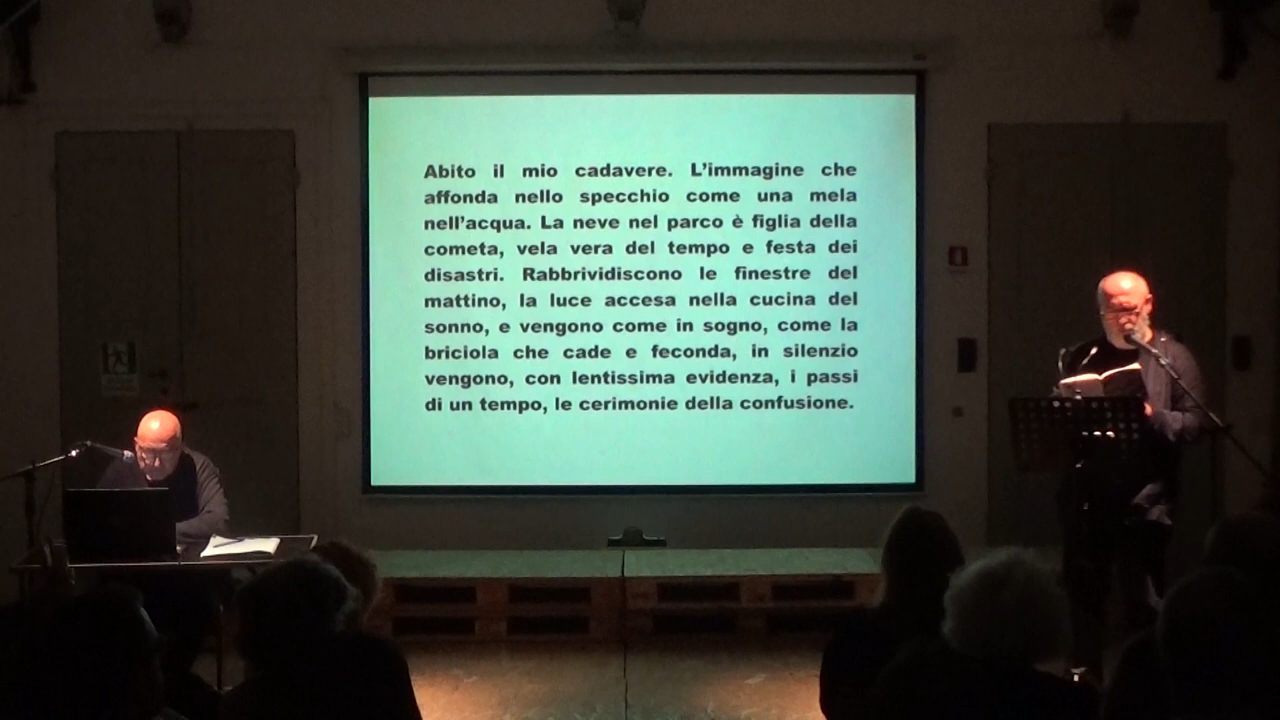 Abito il mio cadavere. L'immagine che
affonda nello specchio come una mela
nell'acqua. La neve nel parco è figlia della
cometa, vela vera del tempo e festa dei
disastri. Rabbrividiscono le finestre del
mattino, la luce accesa nella cucina del
sonno, e vengono come in sogno, come la
briciola che cade e feconda, in silenzio
vengono, con lentissima evidenza, i passi
di un tempo, le cerimonie della confusione.